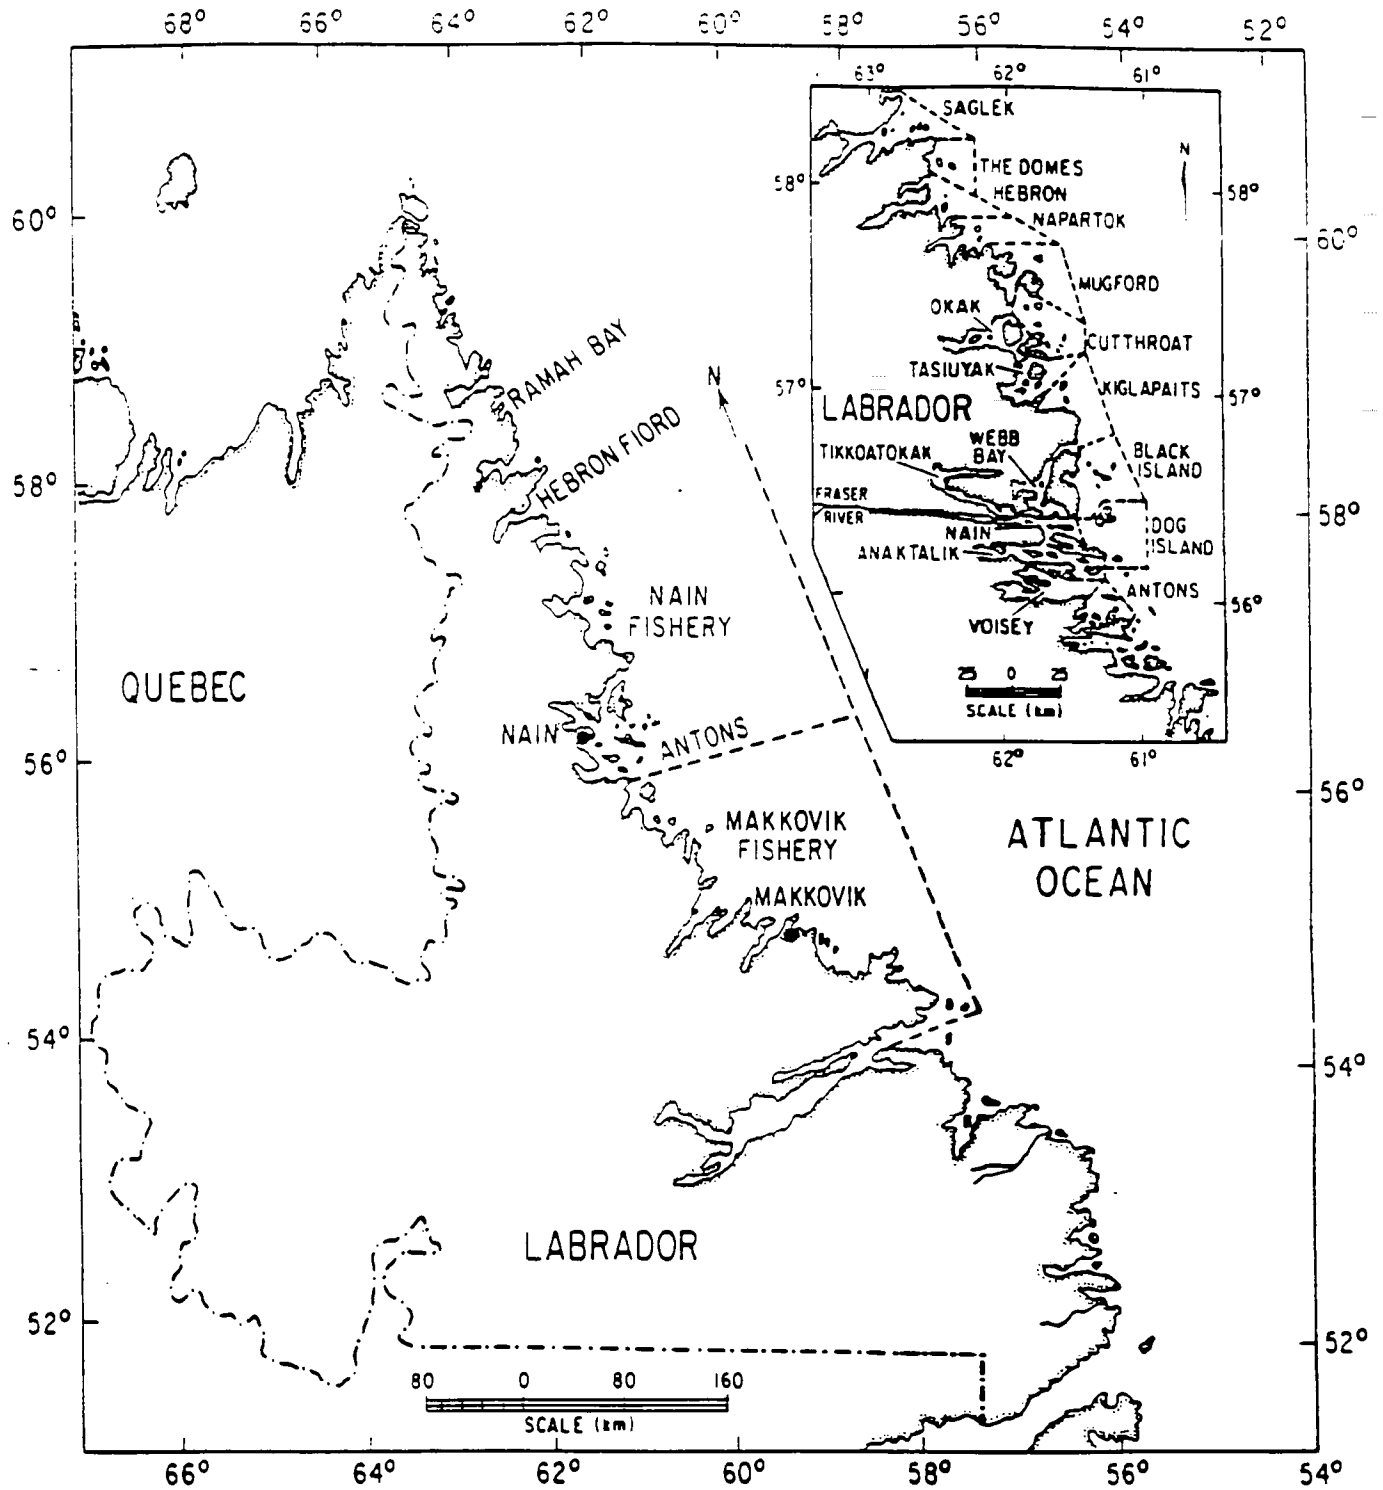 68° 66° 64° 62° 60° 58° 56° 54° 52°
63° 62° 61°
SAGLEK
N
THE DOMES
58° 58°
HEBRON
NAPARTOK
60° 60°
MUGFORD
OKAK
CUTTHROAT
TASIUYAK
KIGLAPAITS
57° 57°
LABRADOR
RAMAH BAY
N
HEBRON FIORD
WEBB
BAY
TIKKOATOKAK
BLACK
ISLAND
58° 58°
FRASER
RIVER
DOG
ISLAND
NAIN
ANAKTALIK
ANTONS
56°
VOISEY
25 0 25
SCALE (km)
62° 61°
NAIN
FISHERY
QUEBEC
NAIN
ANTONS
56° 56°
MAKKOVIK
FISHERY
ATLANTIC
OCEAN
MAKKOVIK
54° 54°
LABRADOR
52° 52°
80 0 80 160
SCALE (km)
66° 64° 62° 60° 58° 56° 54°